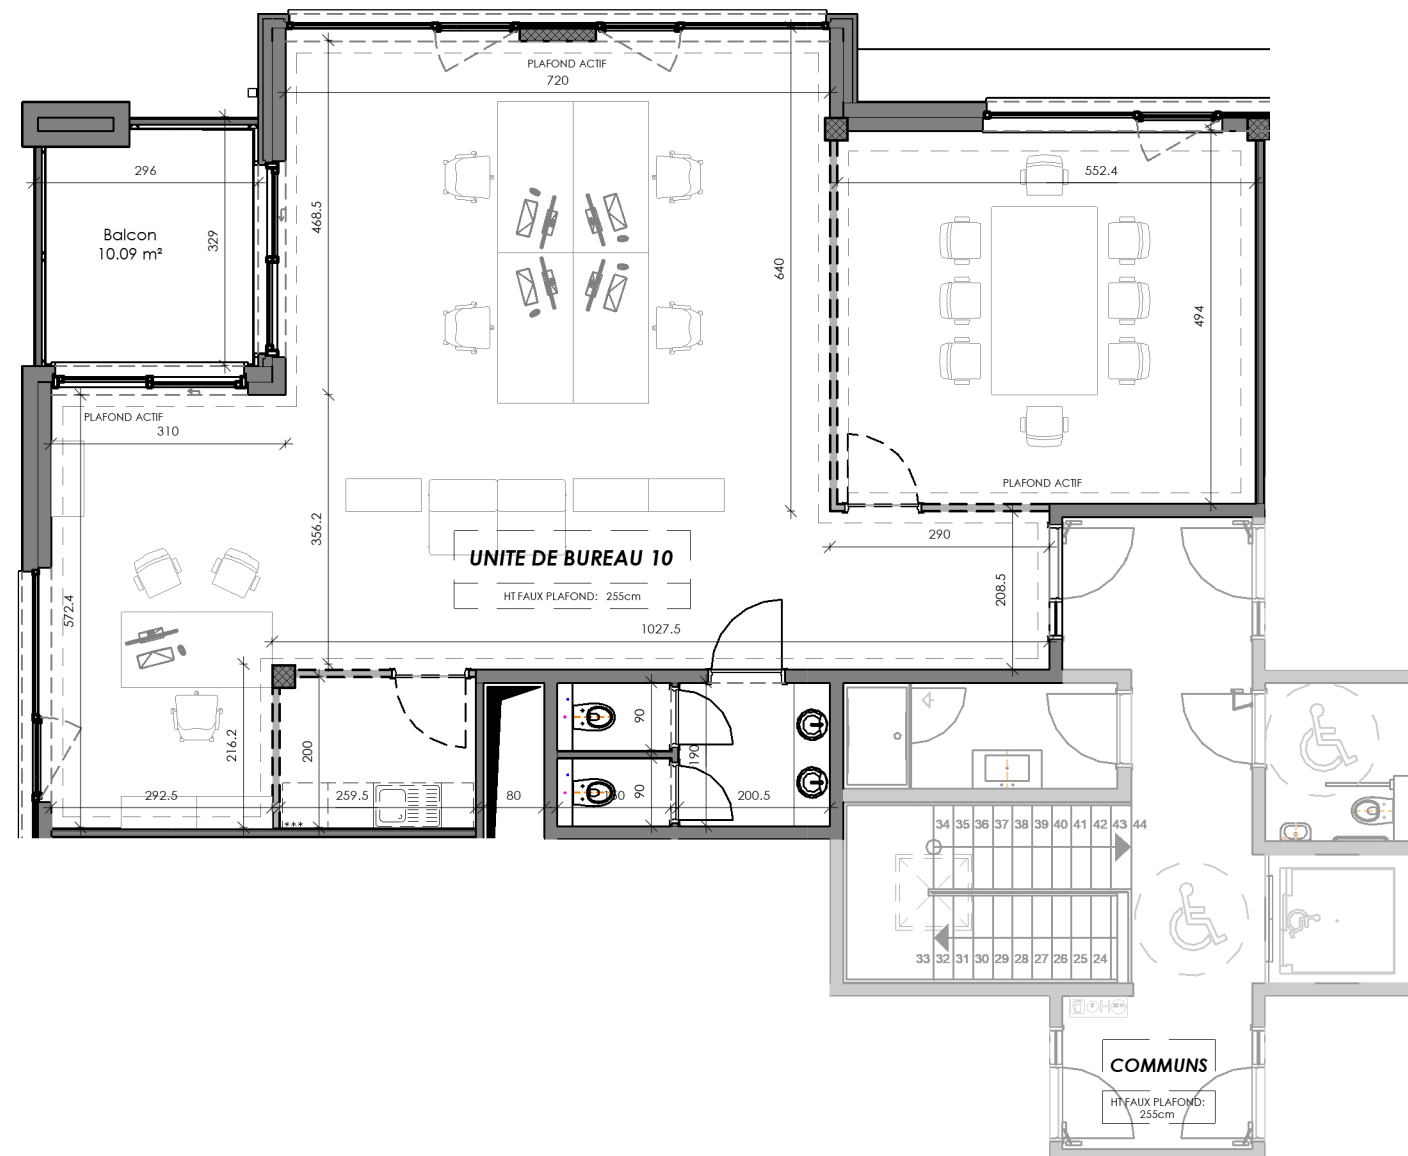 PLAFOND ACTIF
720
296
552.4
468.5
Balcon
10.09 m²
329
640
494
PLAFOND ACTIF
310
PLAFOND ACTIF
356.2
290
UNITE DE BUREAU 10
HT FAUX PLAFOND: 255cm
572.4
208.5
1027.5
216.2
200
90
190
90
292.5
259.5
80
200.5
34 35 36 37 38 39 40 41 42 43 44
33 32 31 30 29 28 27 26 25 24
COMMUNS
HT FAUX PLAFOND:
255cm